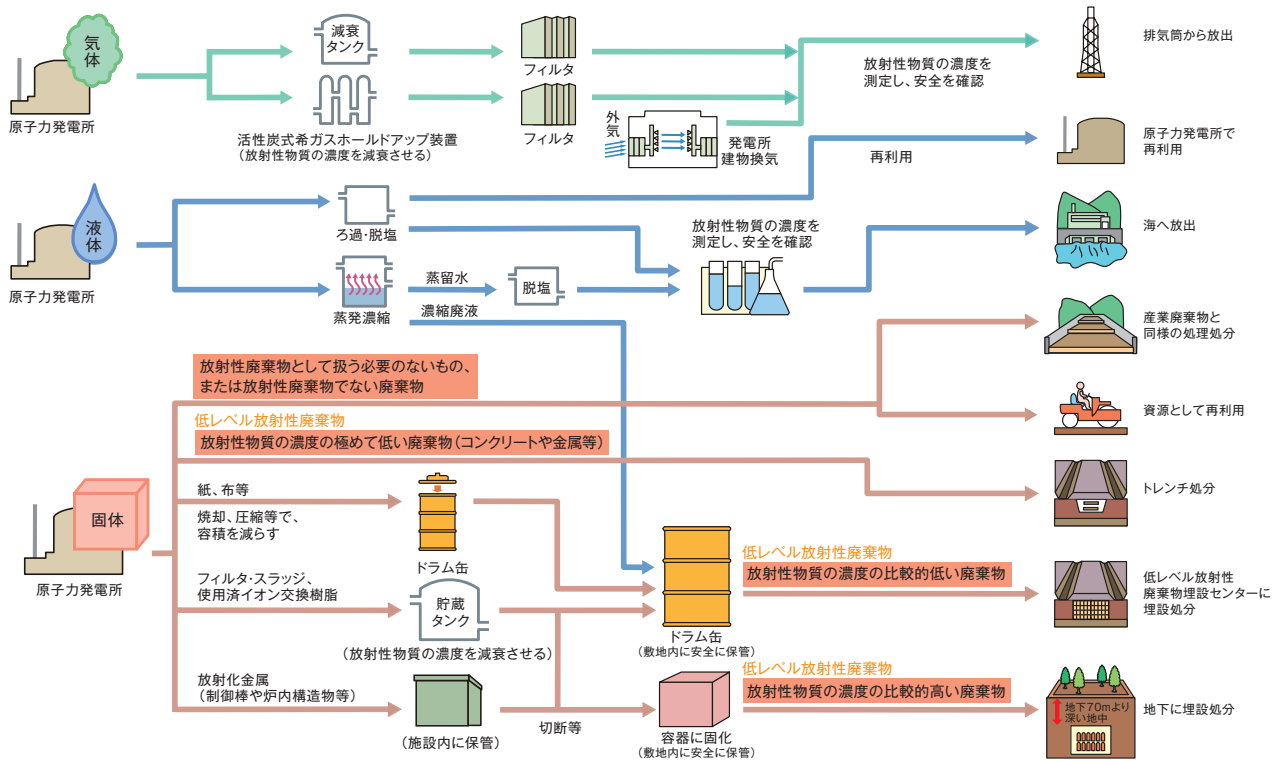 気体
原子力発電所
減衰
タンク
フィルタ
活性炭式希ガスホールドアップ装置
(放射性物質の濃度を減衰させる)
フィルタ
外気
発電所
建物換気
放射性物質の濃度を
測定し、安全を確認
排気筒から放出
液体
原子力発電所
ろ過・脱塩
再利用
原子力発電所で
再利用
蒸発濃縮
蒸留水
濃縮廃液
脱塩
放射性物質の濃度を
測定し、安全を確認
海へ放出
固体
原子力発電所
放射性廃棄物として扱う必要のないもの、
または放射性廃棄物でない廃棄物
産業廃棄物と
同様の処理処分
資源として再利用
低レベル放射性廃棄物
放射性物質の濃度の極めて低い廃棄物(コンクリートや金属等)
トレンチ処分
紙、布等
焼却、圧縮等で、
容積を減らす
ドラム缶
フィルタ・スラッジ、
使用済イオン交換樹脂
貯蔵
タンク
(放射性物質の濃度を減衰させる)
ドラム缶
(敷地内に安全に保管)
低レベル放射性廃棄物
放射性物質の濃度の比較的低い廃棄物
低レベル放射性
廃棄物埋設センターに
埋設処分
放射化金属
(制御棒や炉内構造物等)
(施設内に保管)
切断等
容器に固化
(敷地内に安全に保管)
低レベル放射性廃棄物
放射性物質の濃度の比較的高い廃棄物
地下70mより
深い地中
地下に埋設処分